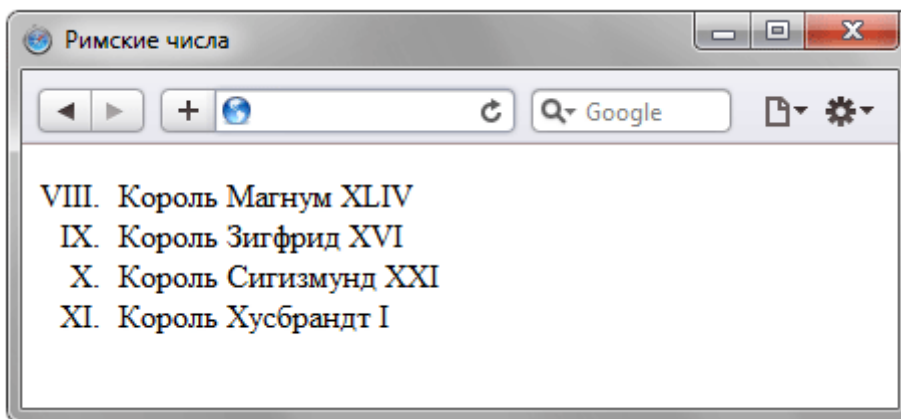 Римские числа
Google
VIII. Король Магнум XLIV
IX. Король Зигфрид XVI
X. Король Сигизмунд XXI
XI. Король Хусбрандт I